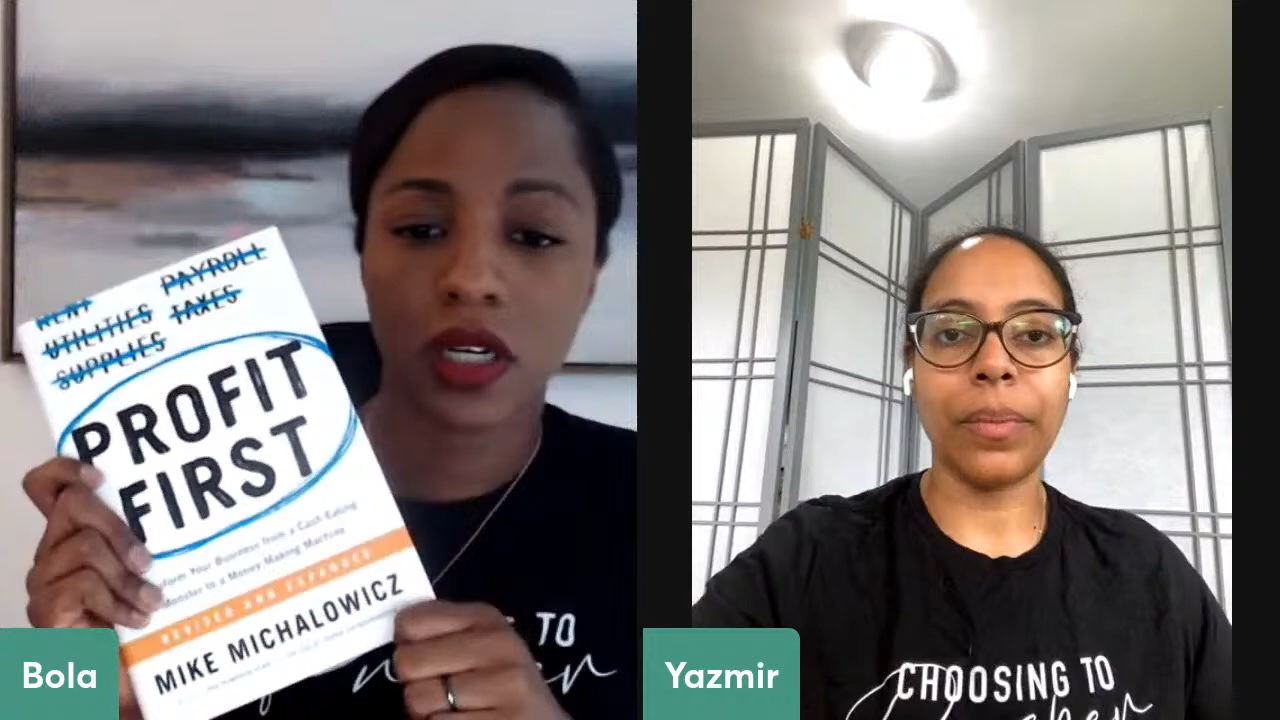 RENT PAYROLL
UTILITIES TAXES
SUPPLIES
PROFIT
FIRST
Your Business from a Cash Eating
Monster to a Money Making Machine
REVISED AND EXPANDED
MIKE MICHALOWICZ
TO
CHOOSING TO
Bola
Yazmir